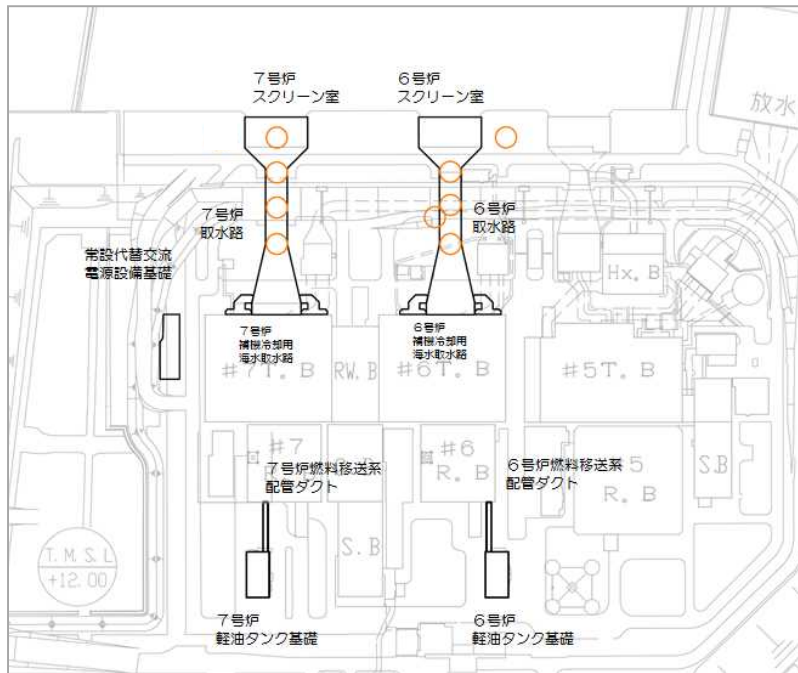 7号炉
スクリーン室
6号炉
スクリーン室
放水
7号炉
取水路
6号炉
取水路
常設代替交流
電源設備基礎
Hx.B
7号炉
補機冷却用
海水取水路
6号炉
補機冷却用
海水取水路
#7T.B
RW.B
#6T.B
#5T.B
#7
R.B
7号炉燃料移送系
配管ダクト
#6
R.B
6号炉燃料移送系
配管ダクト
5
R.B
S.B
S.B
T.M.S.L
+12.00
7号炉
軽油タンク基礎
6号炉
軽油タンク基礎